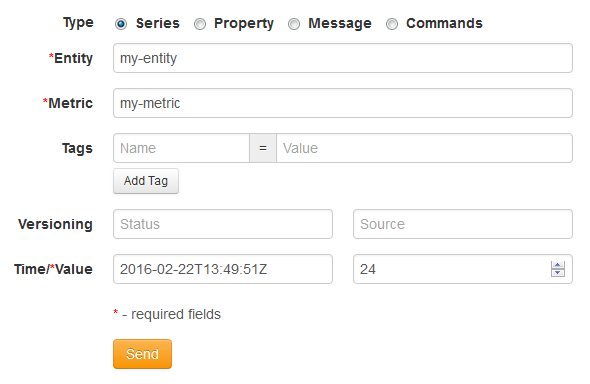 Type Series Property Message Commands
*Entity my-entity
*Metric my-metric
Tags Name = Value
Add Tag
Versioning Status Source
Time/*Value 2016-02-22T13:49:51Z 24
* - required fields
Send